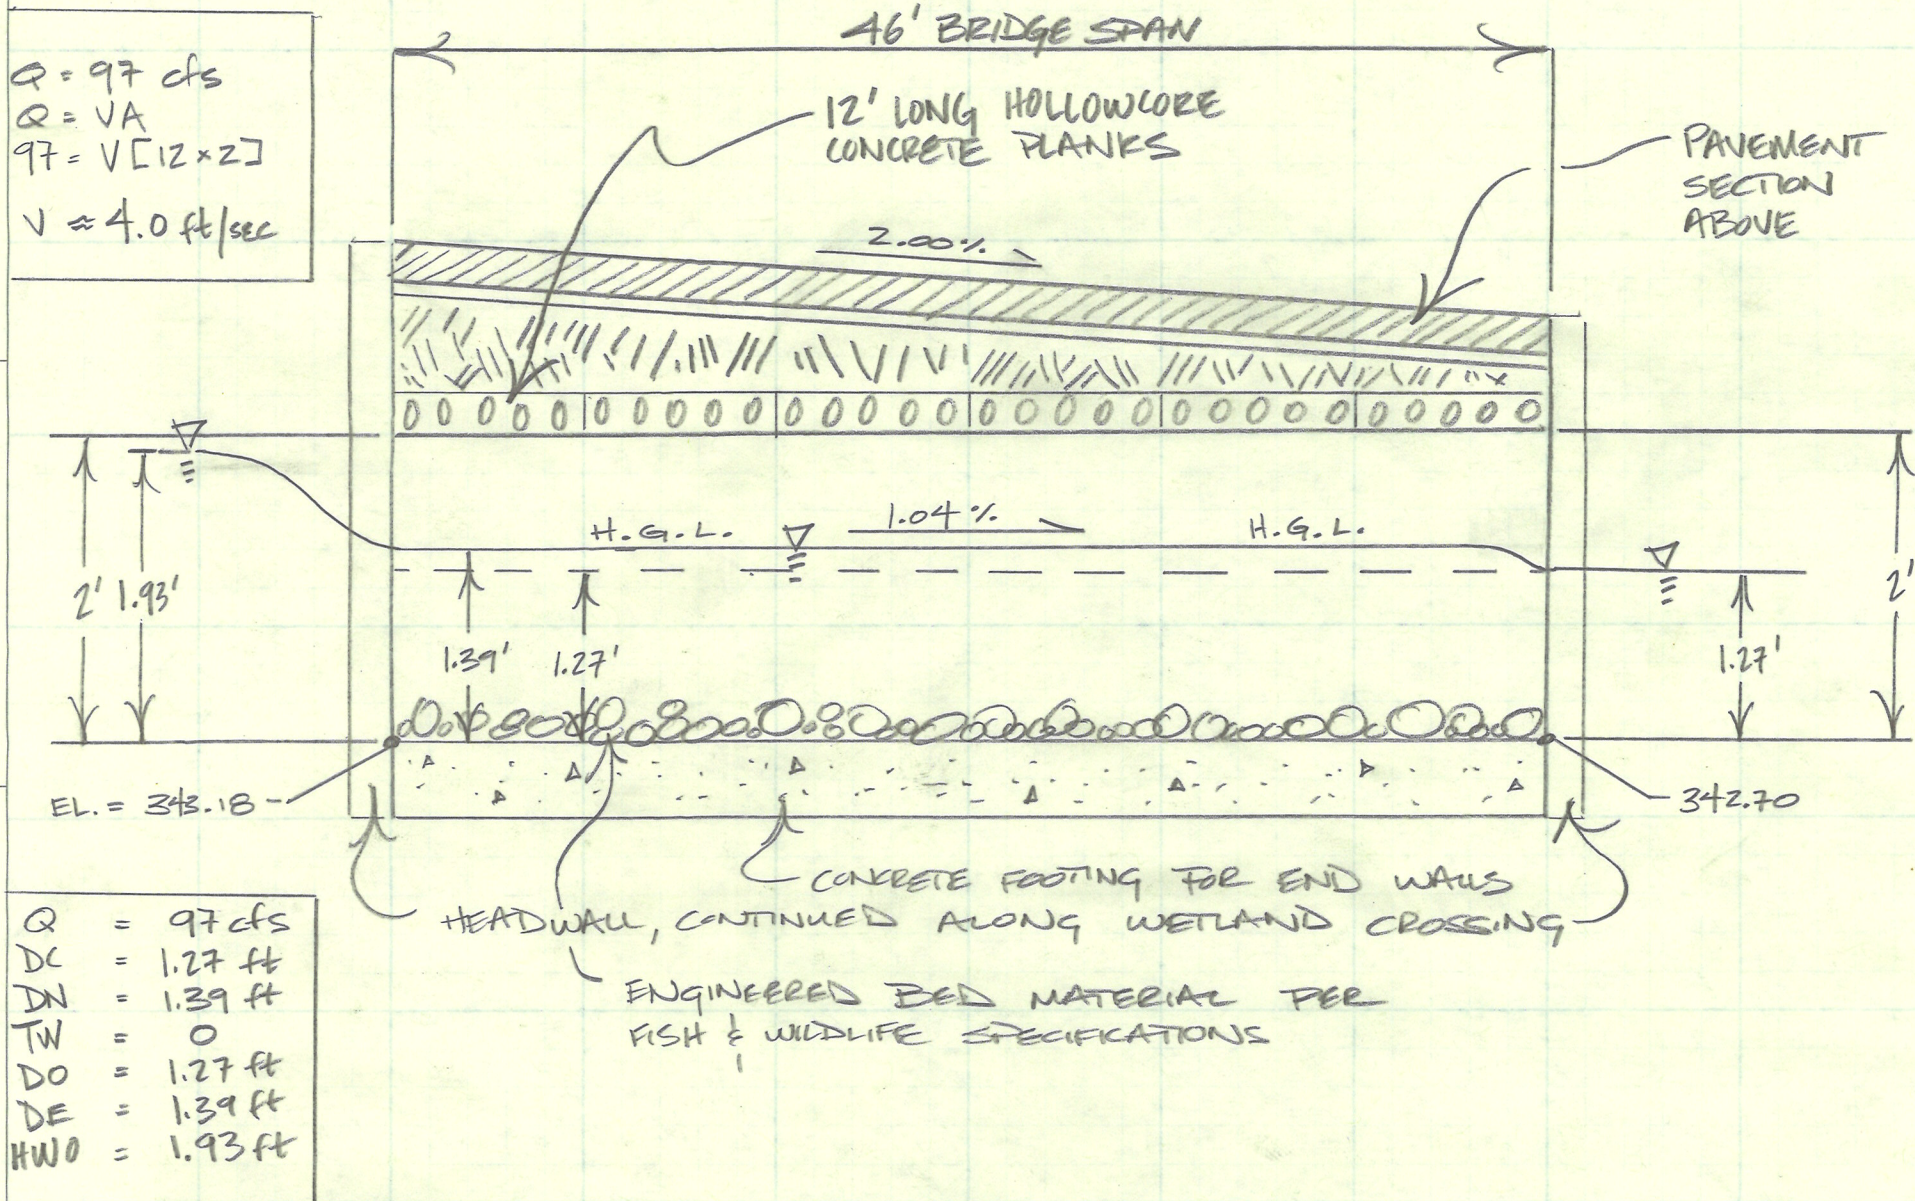 46' BRIDGE SPAN
Q = 97 cfs
Q = VA
97 = V[12 × 2]
V ≈ 4.0 ft/sec
12' LONG HOLLOWCORE
CONCRETE PLANKS
PAVEMENT
SECTION
ABOVE
2.00%
H.G.L.
1.04%
H.G.L.
2'
1.93'
1.39'
1.27'
1.27'
2'
EL. = 343.18
342.70
CONCRETE FOOTING FOR END WALLS
HEADWALL, CONTINUED ALONG WETLAND CROSSING
ENGINEERED BED MATERIAL PER
FISH & WILDLIFE SPECIFICATIONS
Q = 97 cfs
DC = 1.27 ft
DN = 1.39 ft
TW = 0
DO = 1.27 ft
DE = 1.39 ft
HWO = 1.93 ft